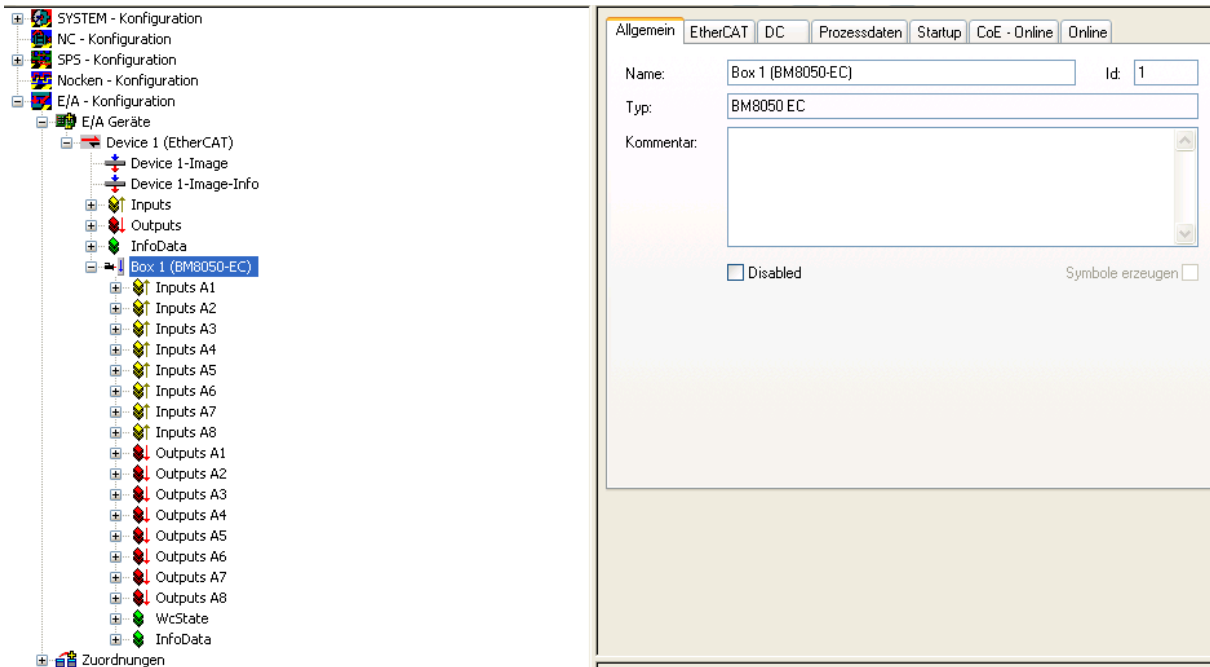 SYSTEM - Konfiguration
NC - Konfiguration
SPS - Konfiguration
Nocken - Konfiguration
E/A - Konfiguration
E/A Geräte
Device 1 (EtherCAT)
Device 1-Image
Device 1-Image-Info
Inputs
Outputs
InfoData
Box 1 (BM8050-EC)
Inputs A1
Inputs A2
Inputs A3
Inputs A4
Inputs A5
Inputs A6
Inputs A7
Inputs A8
Outputs A1
Outputs A2
Outputs A3
Outputs A4
Outputs A5
Outputs A6
Outputs A7
Outputs A8
WcState
InfoData
Zuordnungen
Allgemein EtherCAT DC Prozessdaten Startup CoE - Online Online
Name: Box 1 (BM8050-EC) Id: 1
Typ: BM8050 EC
Kommentar:
Disabled Symbole erzeugen